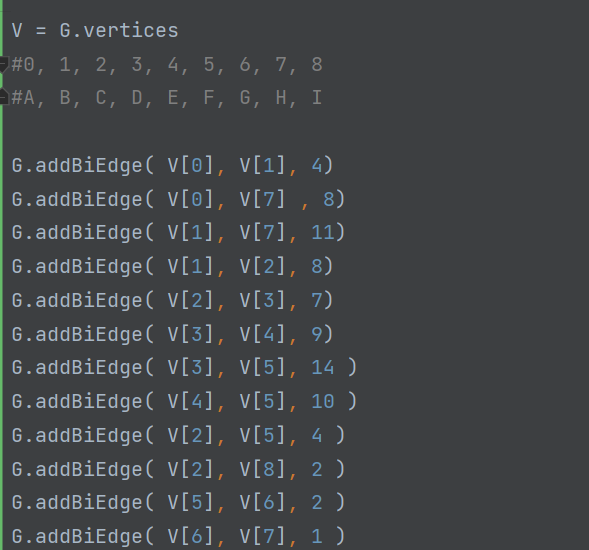 V = G.vertices
#0, 1, 2, 3, 4, 5, 6, 7, 8
#A, B, C, D, E, F, G, H, I
G.addBiEdge( V[0], V[1], 4)
G.addBiEdge( V[0], V[7] , 8)
G.addBiEdge( V[1], V[7], 11)
G.addBiEdge( V[1], V[2], 8)
G.addBiEdge( V[2], V[3], 7)
G.addBiEdge( V[3], V[4], 9)
G.addBiEdge( V[3], V[5], 14 )
G.addBiEdge( V[4], V[5], 10 )
G.addBiEdge( V[2], V[5], 4 )
G.addBiEdge( V[2], V[8], 2 )
G.addBiEdge( V[5], V[6], 2 )
G.addBiEdge( V[6], V[7], 1 )